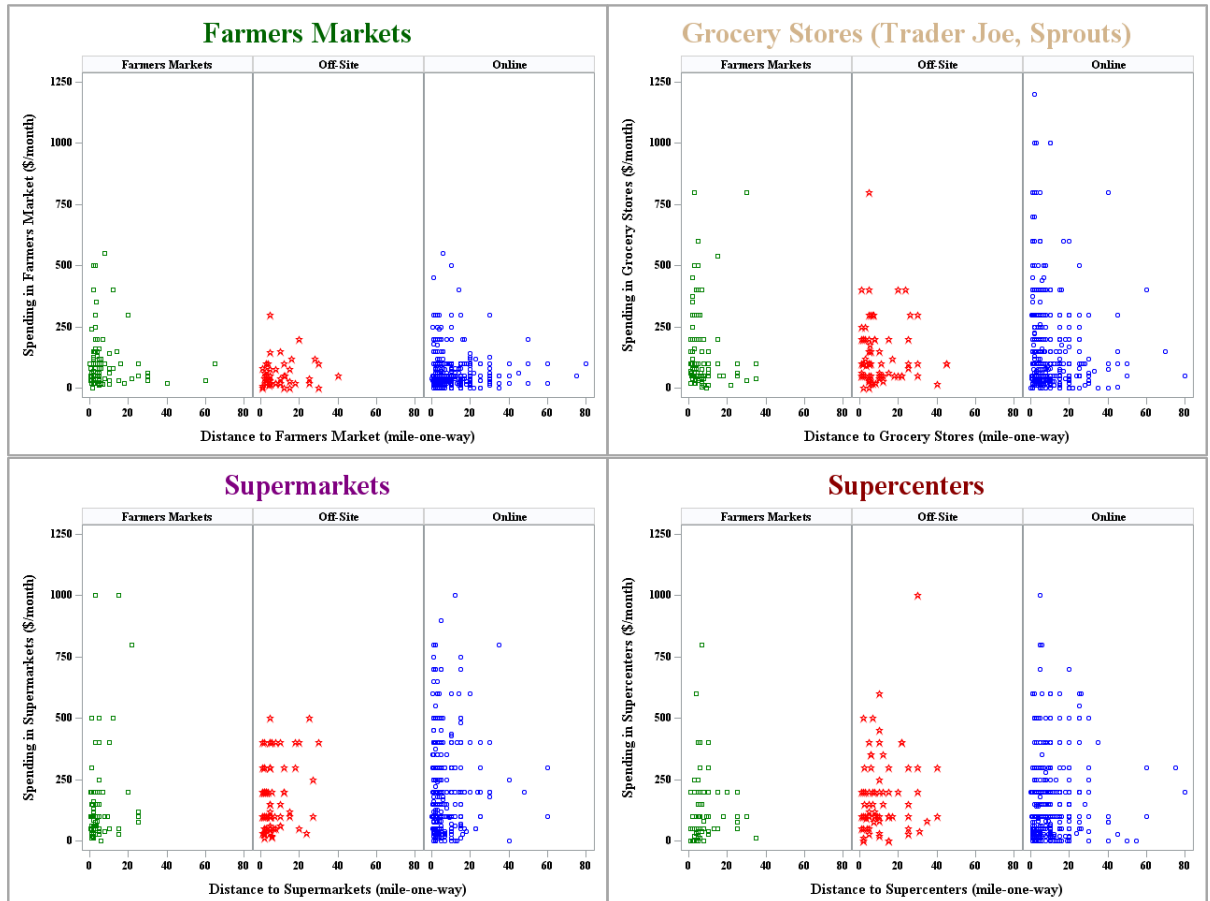 Farmers Markets
Farmers Markets Off-Site Online
Spending in Farmers Market ($/month)
1250
1000
750
500
250
0
0 20 40 60 80 0 20 40 60 80 0 20 40 60 80
Distance to Farmers Market (mile-one-way)
Grocery Stores (Trader Joe, Sprouts)
Farmers Markets Off-Site Online
Spending in Grocery Stores ($/month)
1250
1000
750
500
250
0
0 20 40 60 80 0 20 40 60 80 0 20 40 60 80
Distance to Grocery Stores (mile-one-way)
Supermarkets
Farmers Markets Off-Site Online
Spending in Supermarkets ($/month)
1250
1000
750
500
250
0
0 20 40 60 80 0 20 40 60 80 0 20 40 60 80
Distance to Supermarkets (mile-one-way)
Supercenters
Farmers Markets Off-Site Online
Spending in Supercenters ($/month)
1250
1000
750
500
250
0
0 20 40 60 80 0 20 40 60 80 0 20 40 60 80
Distance to Supercenters (mile-one-way)